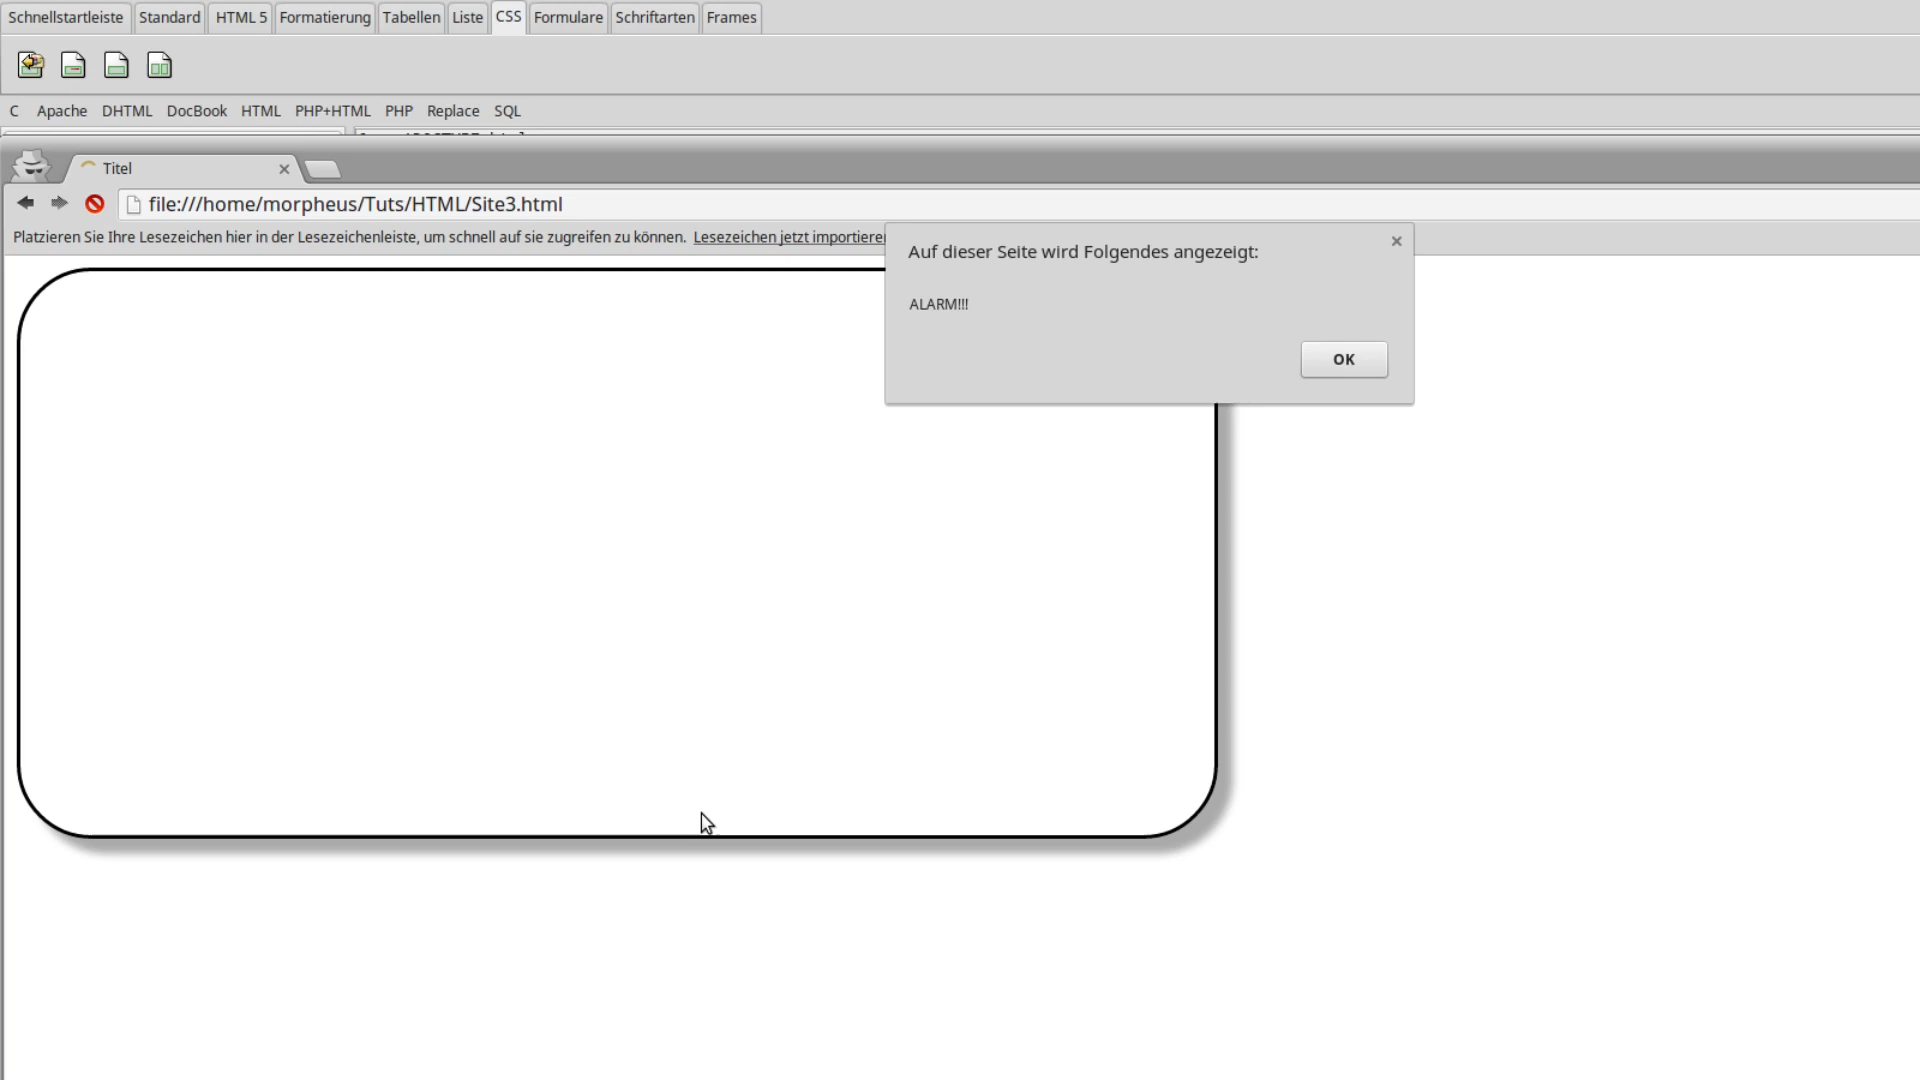 Schnellstartleiste Standard HTML 5 Formatierung Tabellen Liste CSS Formulare Schriftarten Frames
C Apache DHTML DocBook HTML PHP+HTML PHP Replace SQL
Titel
file:///home/morpheus/Tuts/HTML/Site3.html
Platzieren Sie Ihre Lesezeichen hier in der Lesezeichenleiste, um schnell auf sie zugreifen zu können. Lesezeichen jetzt importieren
Auf dieser Seite wird Folgendes angezeigt:
ALARM!!!
OK